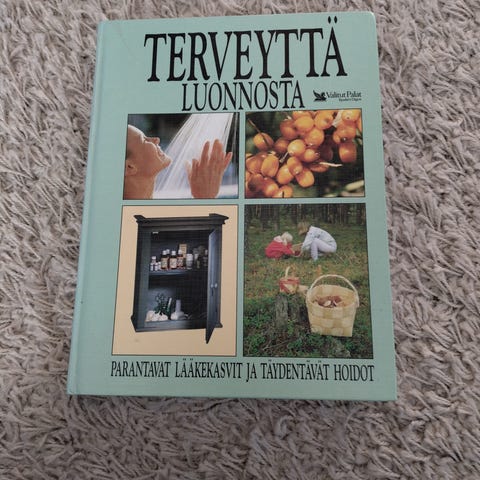 TERVEYTTÄ
LUONNOSTA
Valitut Palat
Reader's Digest
PARANTAVAT LÄÄKEKASVIT JA TÄYDENTÄVÄT HOIDOT